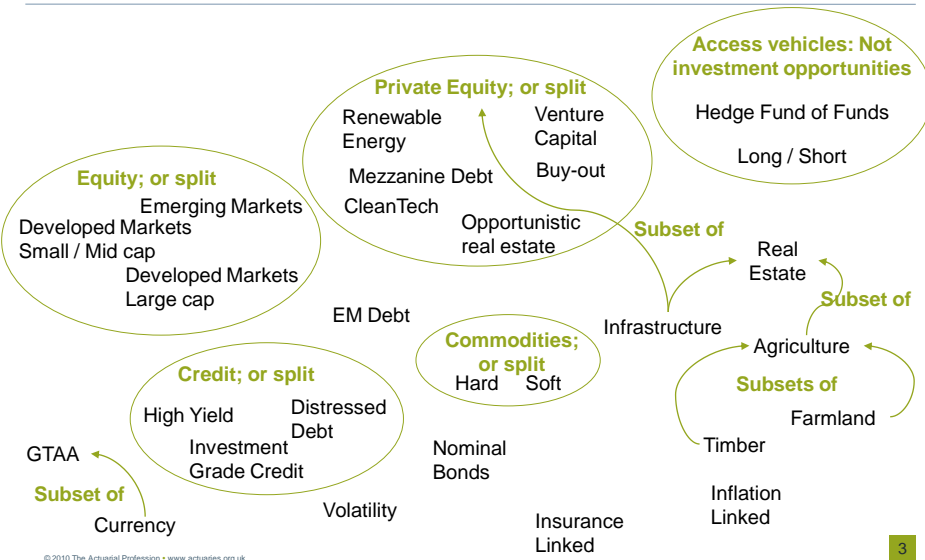 Access vehicles: Not
investment opportunities
Hedge Fund of Funds
Long / Short
Private Equity; or split
Renewable
Energy
Venture
Capital
Mezzanine Debt
Buy-out
CleanTech
Opportunistic
real estate
Equity; or split
Emerging Markets
Developed Markets
Small / Mid cap
Developed Markets
Large cap
Subset of
Real
Estate
Subset of
EM Debt
Infrastructure
Agriculture
Commodities;
or split
Hard Soft
Subsets of
Farmland
Timber
Credit; or split
High Yield
Distressed
Debt
Investment
Grade Credit
Nominal
Bonds
GTAA
Subset of
Currency
Volatility
Insurance
Linked
Inflation
Linked
© 2010 The Actuarial Profession • www.actuaries.org.uk
3